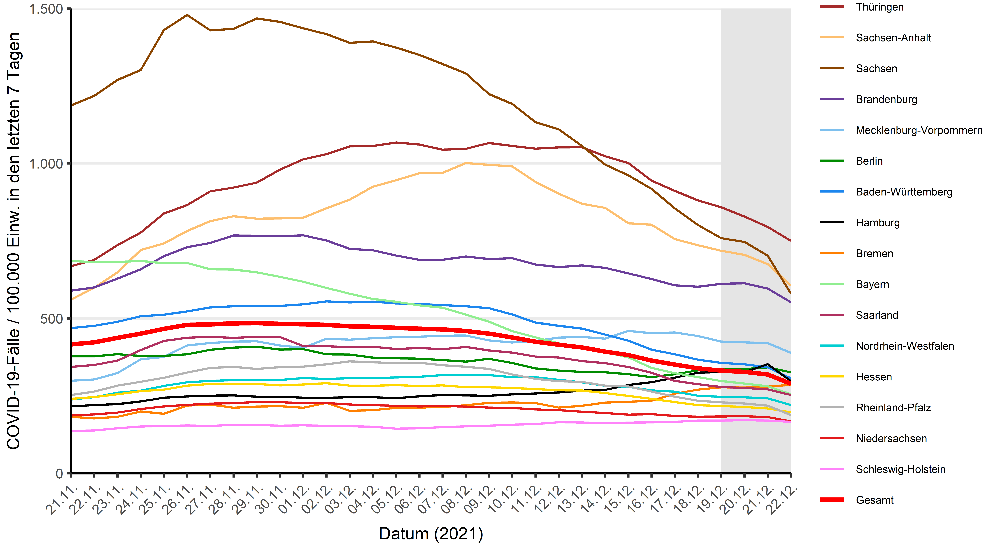 COVID-19-Fälle / 100.000 Einw. in den letzten 7 Tagen
1.500
1.000
500
0
21.11.
22.11.
23.11.
24.11.
25.11.
26.11.
27.11.
28.11.
29.11.
30.11.
01.12.
02.12.
03.12.
04.12.
05.12.
06.12.
07.12.
08.12.
09.12.
10.12.
11.12.
12.12.
13.12.
14.12.
15.12.
16.12.
17.12.
18.12.
19.12.
20.12.
21.12.
22.12.
Datum (2021)
Thüringen
Sachsen-Anhalt
Sachsen
Brandenburg
Mecklenburg-Vorpommern
Berlin
Baden-Württemberg
Hamburg
Bremen
Bayern
Saarland
Nordrhein-Westfalen
Hessen
Rheinland-Pfalz
Niedersachsen
Schleswig-Holstein
Gesamt